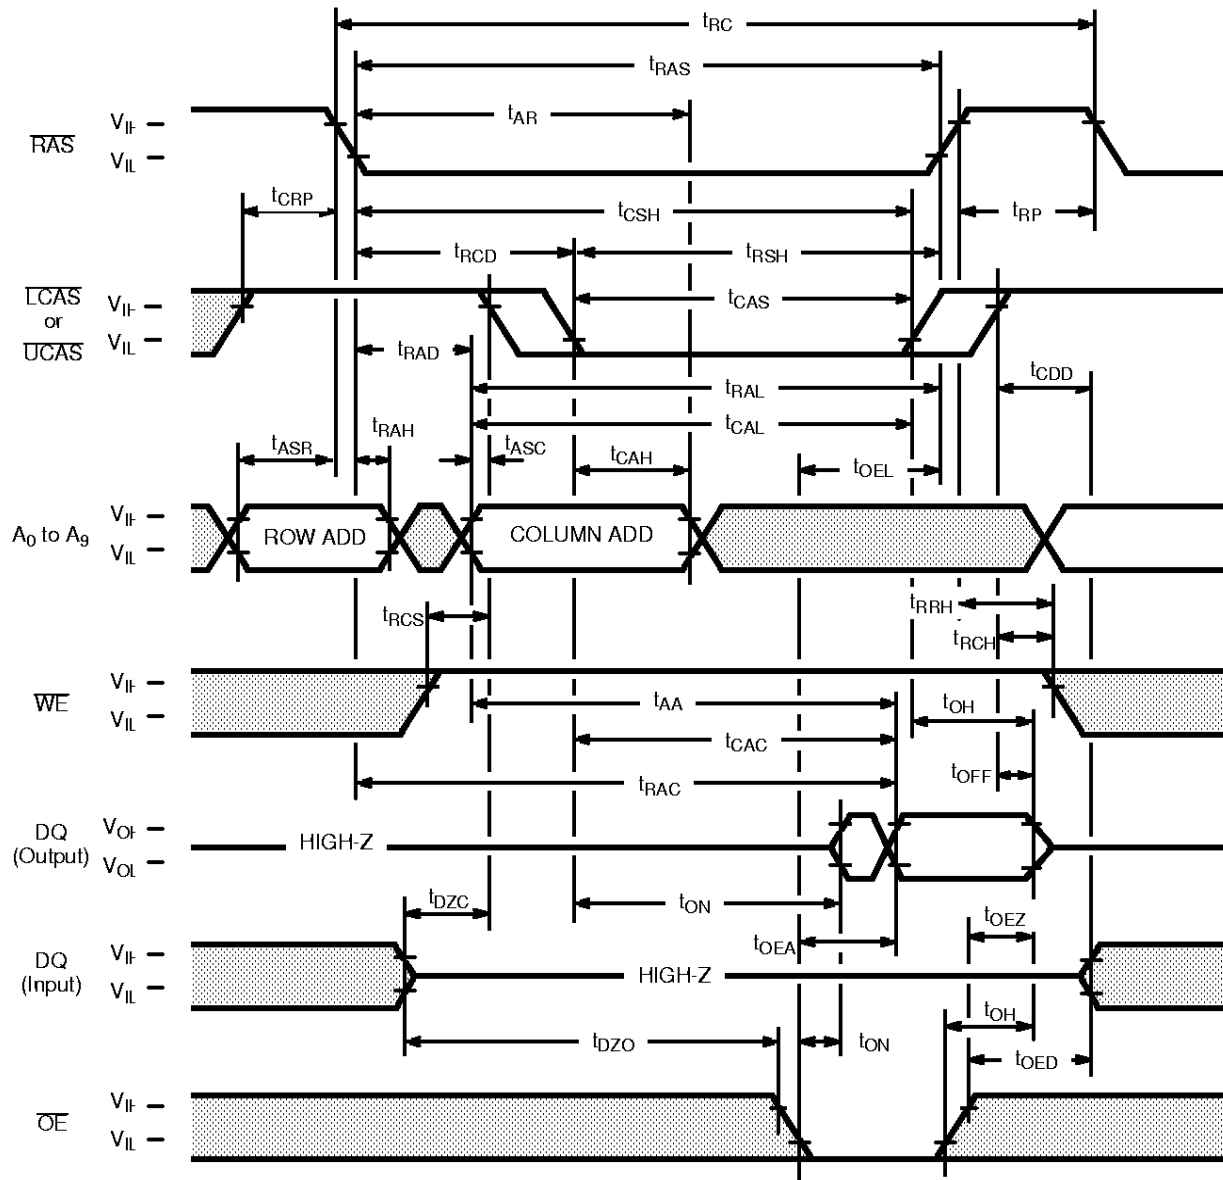 tRC
tRAS
tAR
RAS
VIH
VIL
tCRP
tCSH
tRP
tRCD
tRSH
LCAS
or
UCAS
VIH
VIL
tCAS
tRAD
tCDD
tRAL
tCAL
tRAH
tASR
tASC
tCAH
tOEL
A0 to A9
VIH
VIL
ROW ADD
COLUMN ADD
tRCS
tRRH
tRCH
WE
VIH
VIL
tAA
tOH
tCAC
tOFF
tRAC
DQ
(Output)
VOH
VOL
HIGH-Z
tDZC
tON
tOEA
tOEZ
DQ
(Input)
VIH
VIL
HIGH-Z
tOH
tDZO
tON
tOED
OE
VIH
VIL